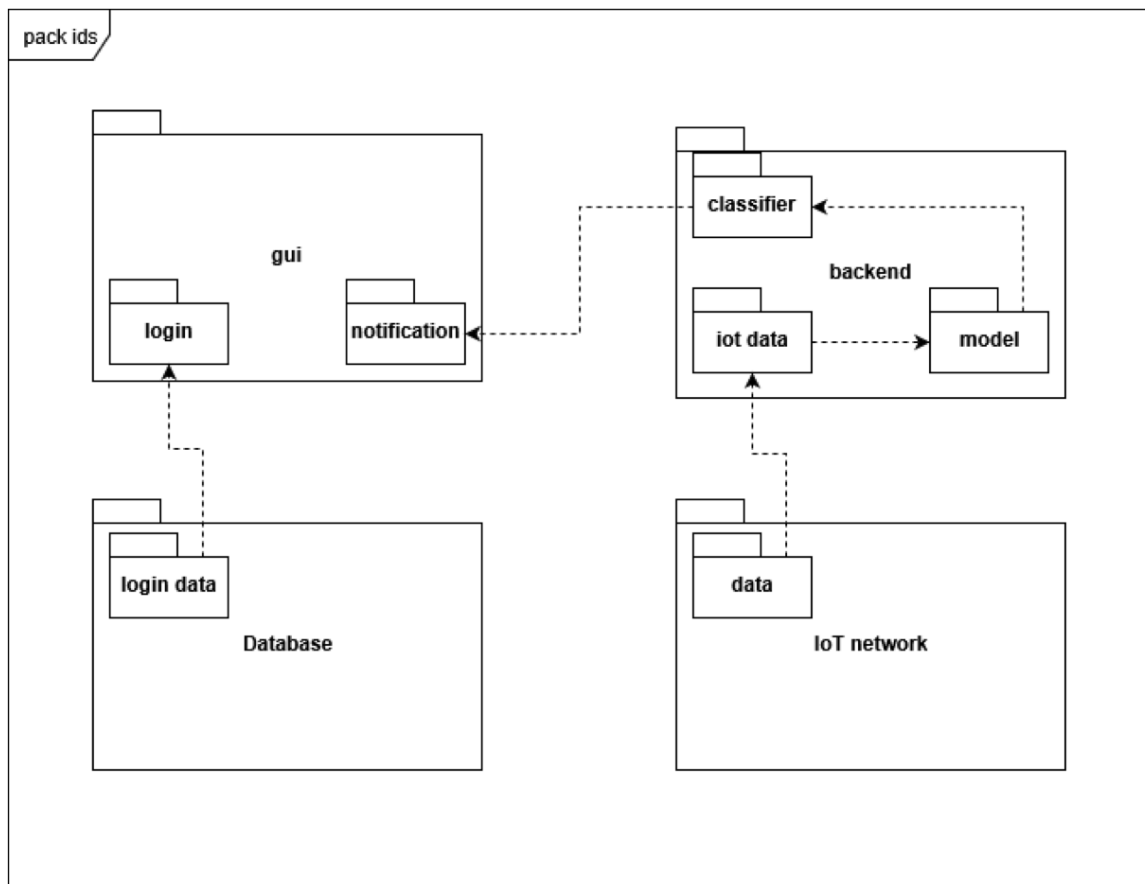 pack ids
gui
login
notification
classifier
backend
iot data
model
login data
Database
data
IoT network